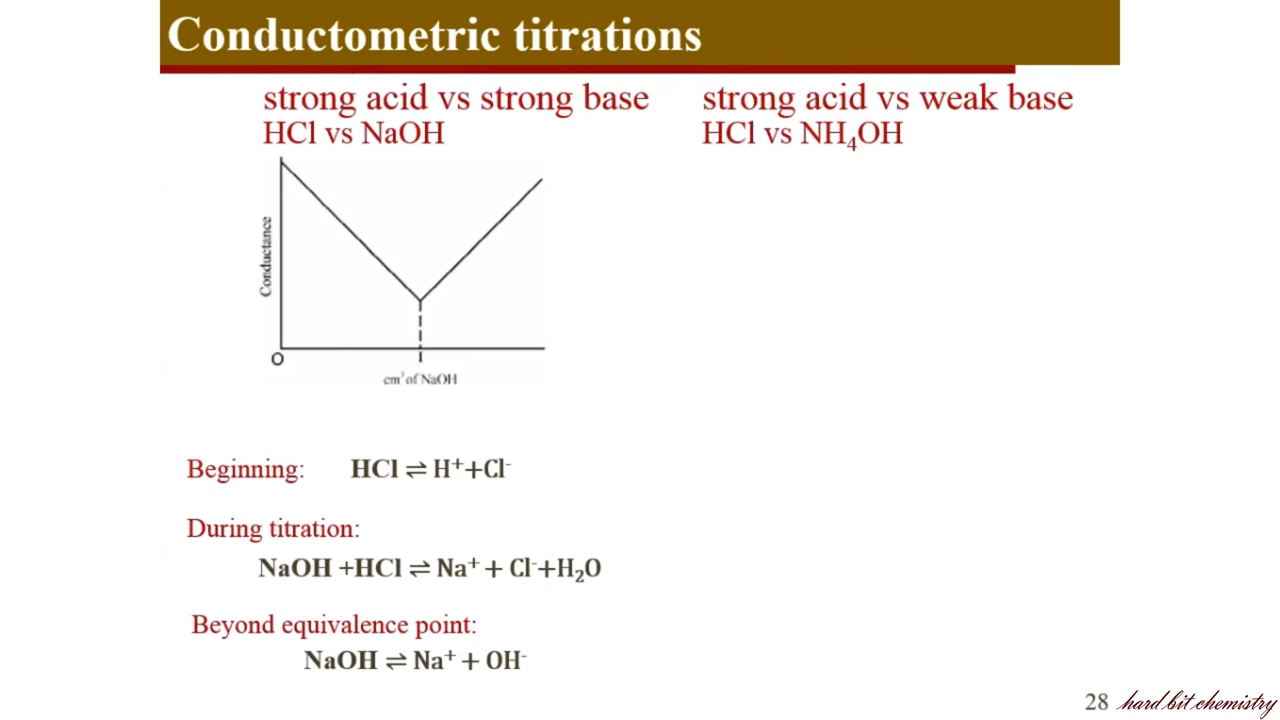 Conductometric titrations
strong acid vs strong base
HCl vs NaOH
strong acid vs weak base
HCl vs NH₄OH
Conductance
O
cm³ of NaOH
Beginning: HCl ⇌ H⁺+Cl⁻
During titration:
NaOH +HCl ⇌ Na⁺ + Cl⁻+H₂O
Beyond equivalence point:
NaOH ⇌ Na⁺ + OH⁻
28 hard bit chemistry